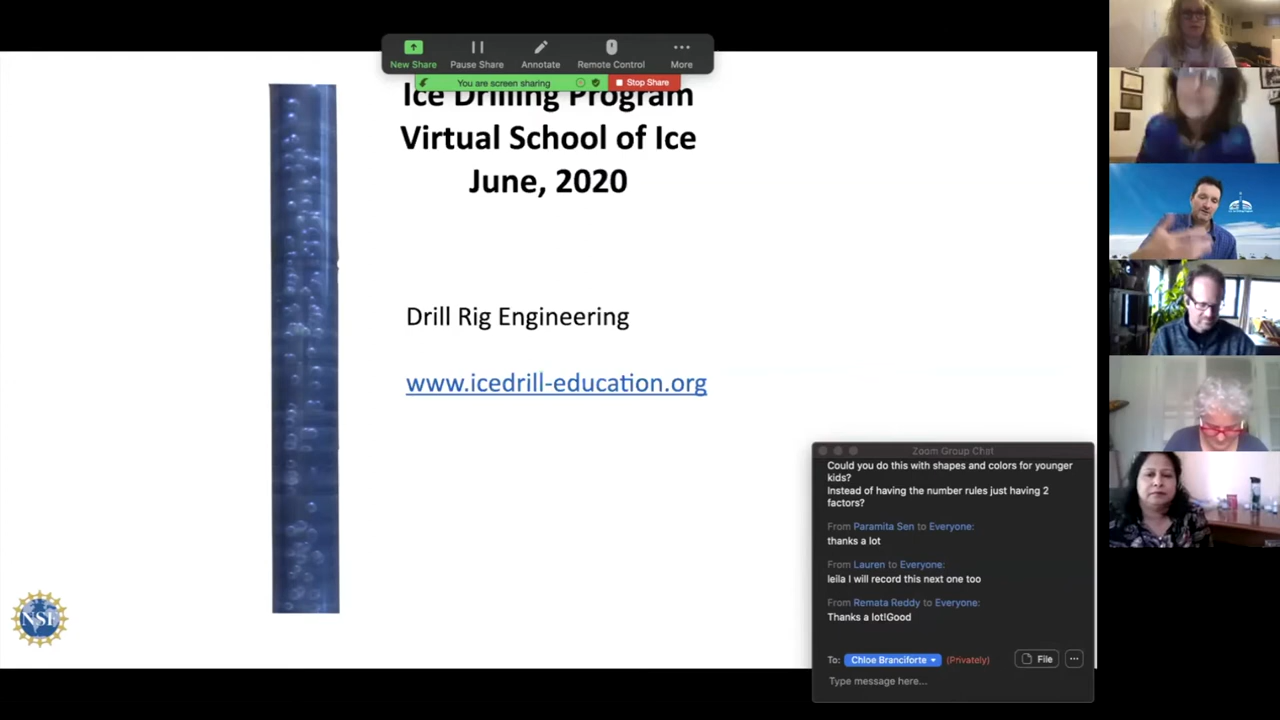 New Share
Pause Share
Annotate
Remote Control
More
You are screen sharing
Stop Share
Ice Drilling Program
Virtual School of Ice
June, 2020
Drill Rig Engineering
www.icedrill-education.org
NSF
Zoom Group Chat
Could you do this with shapes and colors for younger
kids?
Instead of having the number rules just having 2
factors?
From Paramita Sen to Everyone:
thanks a lot
From Lauren to Everyone:
leila I will record this next one too
From Remata Reddy to Everyone:
Thanks a lot!Good
To: Chloe Branciforte (Privately)
File
Type message here...